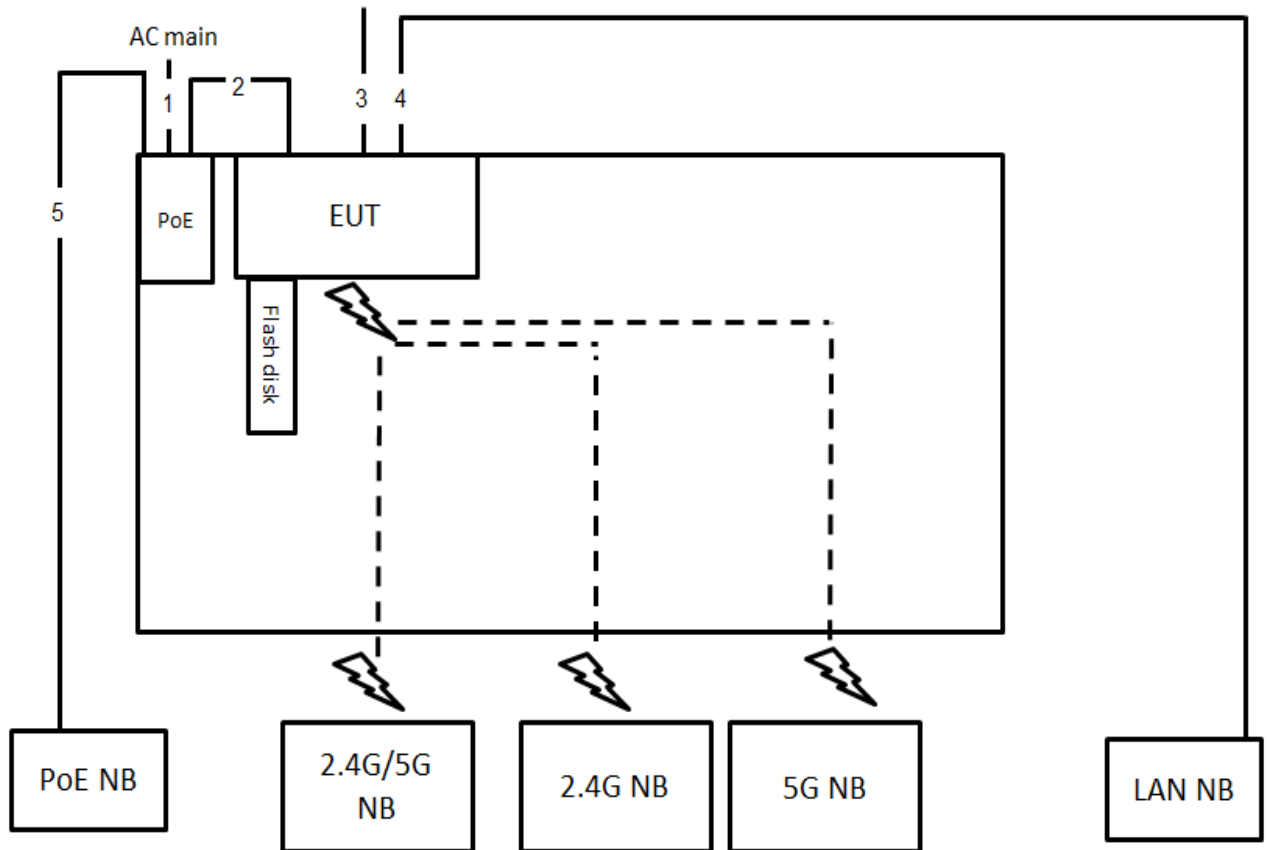 AC main
1
2
3
4
5
PoE
EUT
Flash disk
PoE NB
2.4G/5G
NB
2.4G NB
5G NB
LAN NB